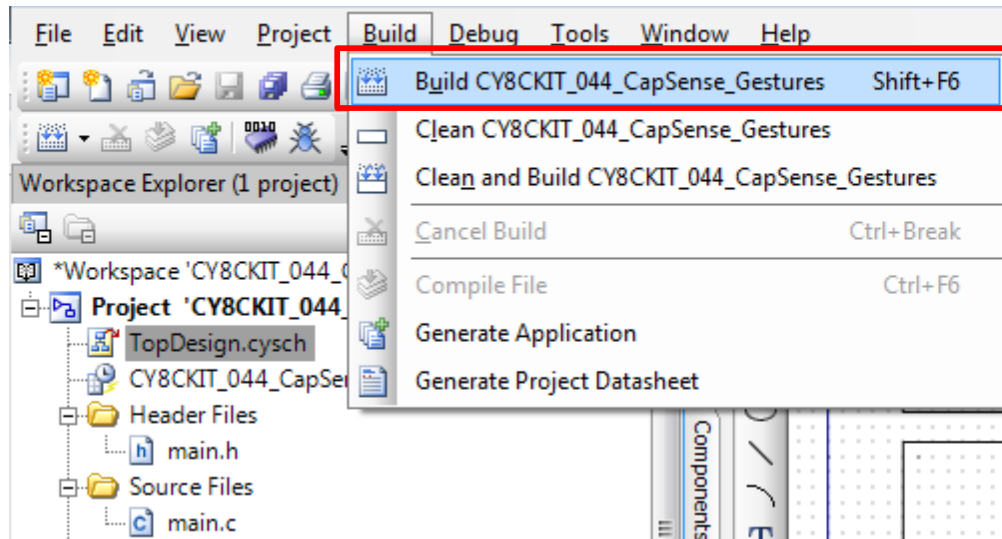 File Edit View Project Build Debug Tools Window Help
Build CY8CKIT_044_CapSense_Gestures Shift+F6
Clean CY8CKIT_044_CapSense_Gestures
Clean and Build CY8CKIT_044_CapSense_Gestures
Cancel Build Ctrl+Break
Compile File Ctrl+F6
Generate Application
Generate Project Datasheet
0010
Workspace Explorer (1 project)
*Workspace 'CY8CKIT_044_
Project 'CY8CKIT_044_
TopDesign.cysch
CY8CKIT_044_CapSe
Header Files
h main.h
Source Files
c main.c
Components